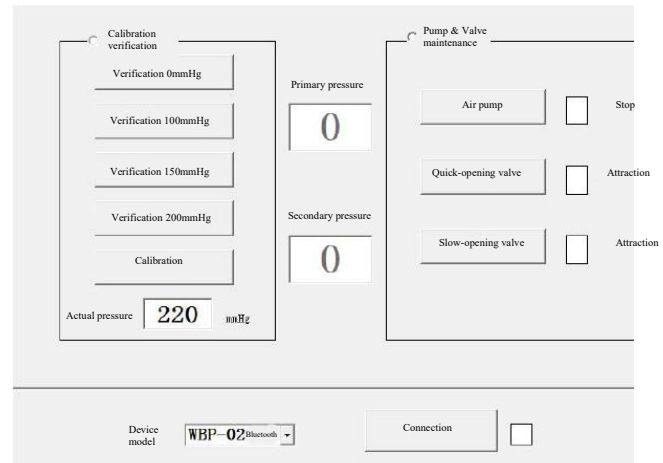 Calibration
verification
Verification 0mmHg
Verification 100mmHg
Verification 150mmHg
Verification 200mmHg
Calibration
Actual pressure 220 mmHg
Primary pressure
0
Secondary pressure
0
Pump & Valve
maintenance
Air pump Stop
Quick-opening valve Attraction
Slow-opening valve Attraction
Device
model
WBP-02Bluetooth
Connection